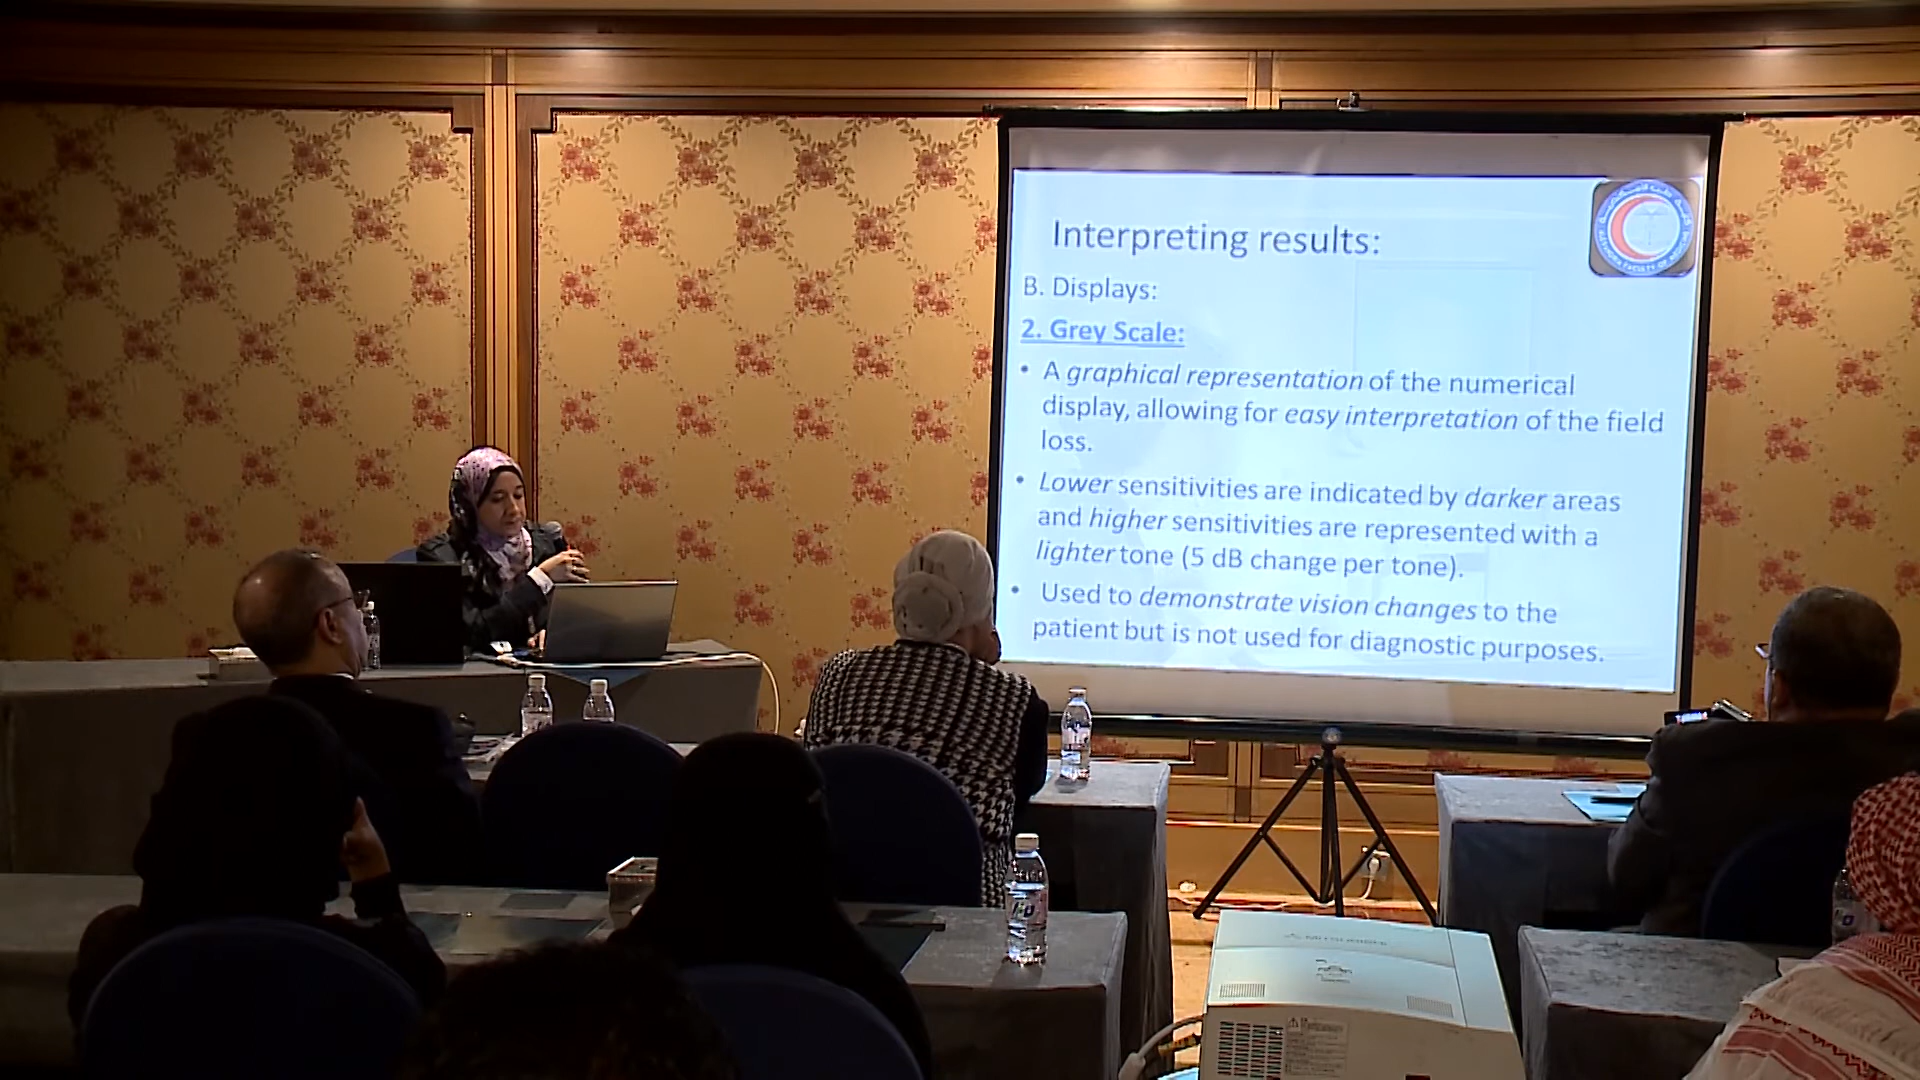 Interpreting results:
B. Displays:
2. Grey Scale:
• A graphical representation of the numerical
display, allowing for easy interpretation of the field
loss.
• Lower sensitivities are indicated by darker areas
and higher sensitivities are represented with a
lighter tone (5 dB change per tone).
• Used to demonstrate vision changes to the
patient but is not used for diagnostic purposes.
MITSUBISHI